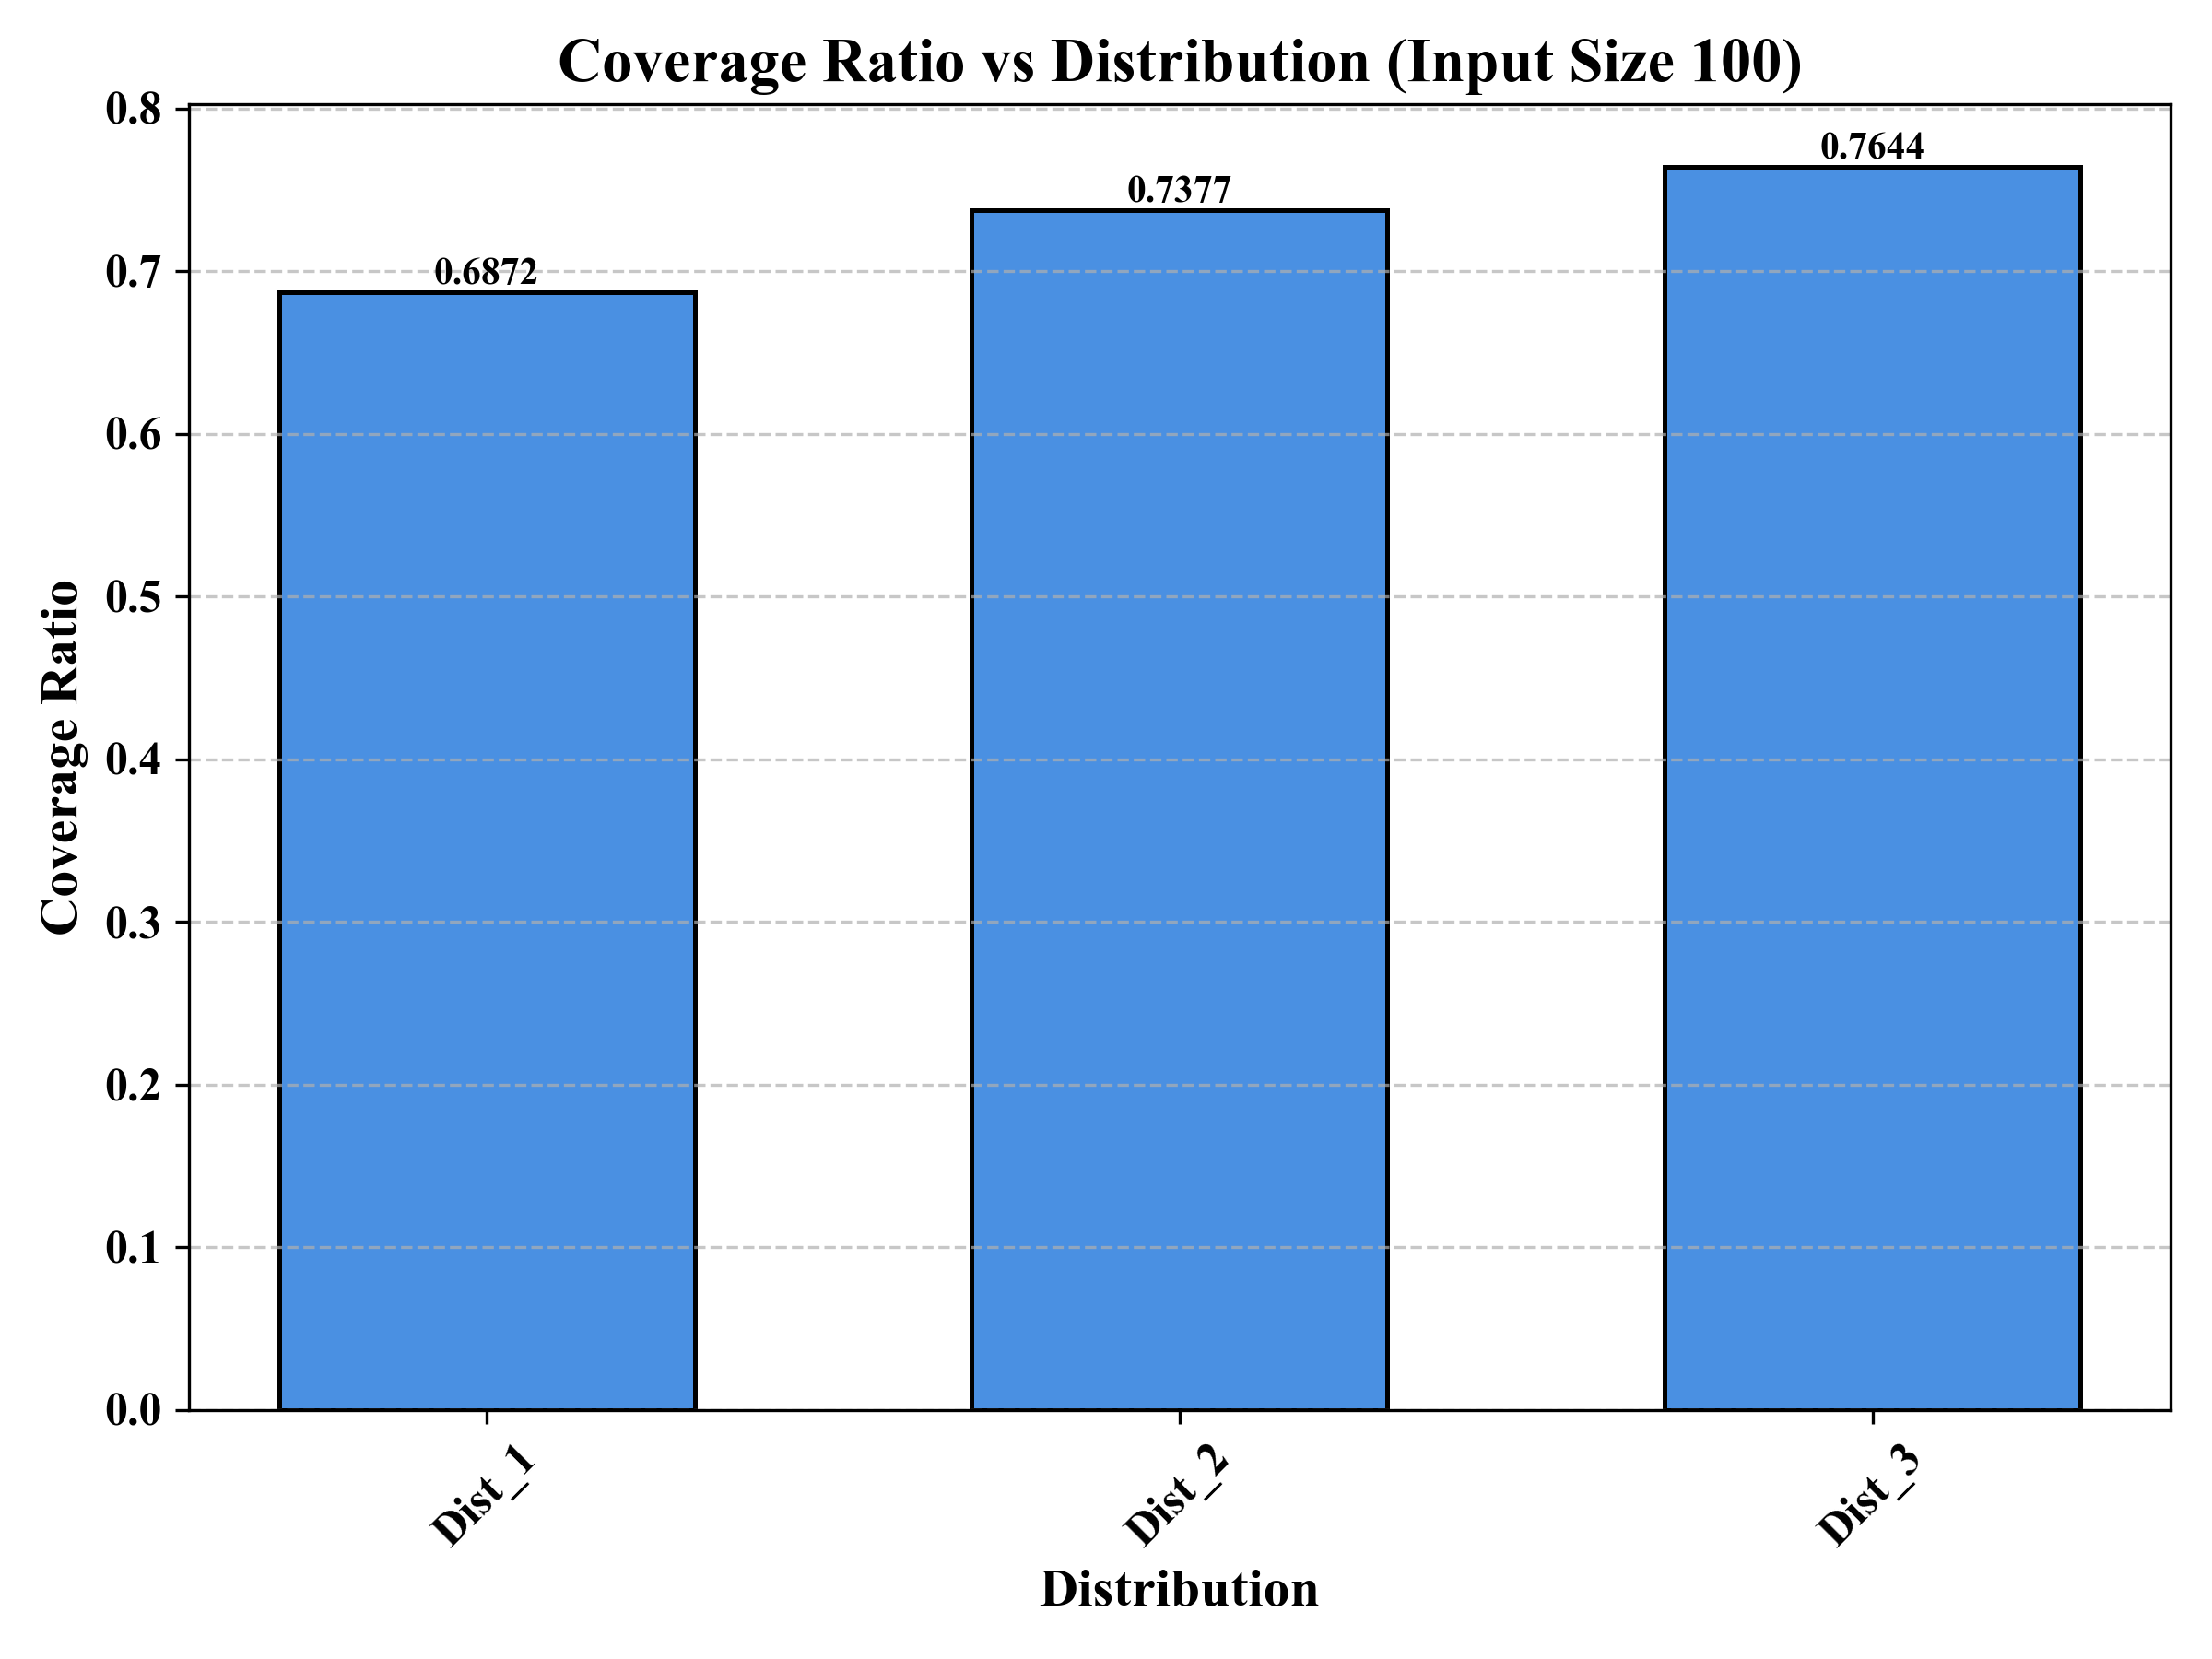 Coverage Ratio vs Distribution (Input Size 100)
Coverage Ratio
0.8
0.7
0.6
0.5
0.4
0.3
0.2
0.1
0.0
0.6872
0.7377
0.7644
Dist_1
Dist_2
Dist_3
Distribution